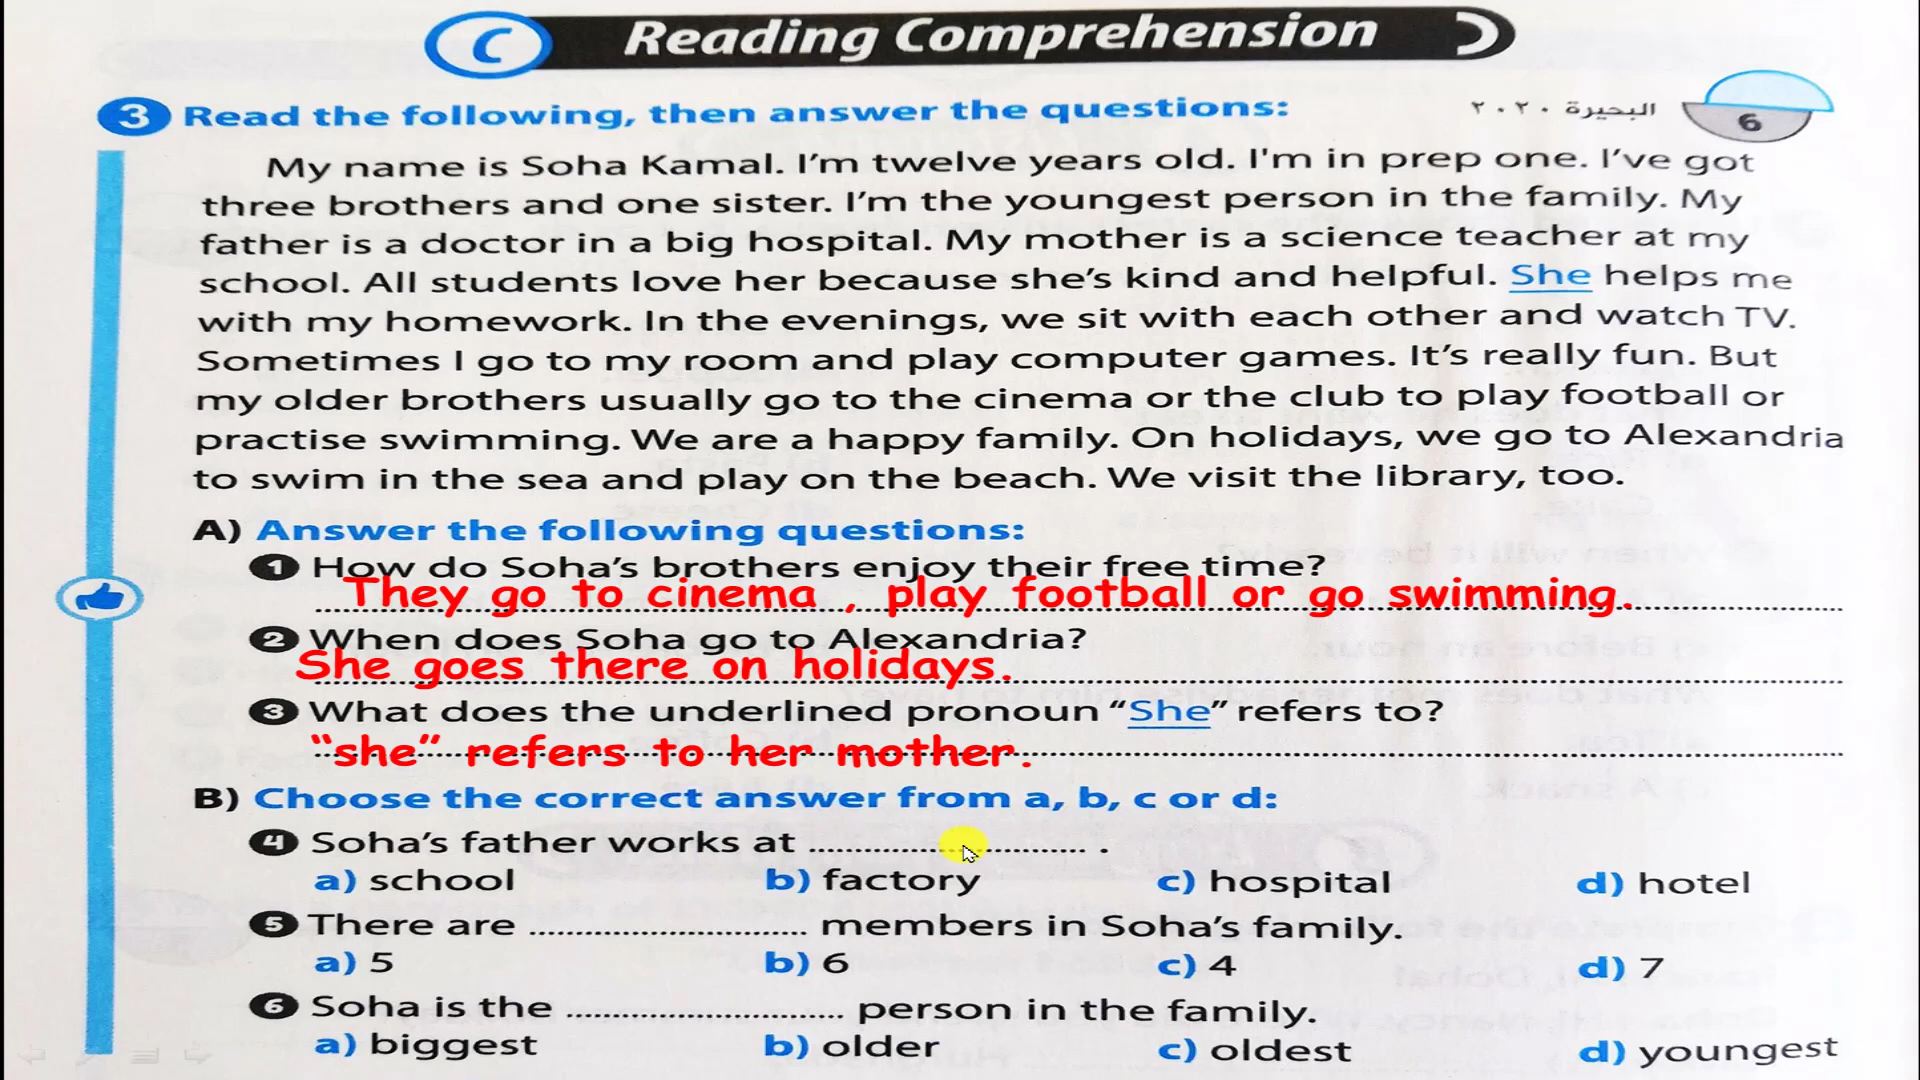 C Reading Comprehension
3 Read the following, then answer the questions: البحيرة ٢٠٢٠ 6
My name is Soha Kamal. I’m twelve years old. I'm in prep one. I’ve got
three brothers and one sister. I’m the youngest person in the family. My
father is a doctor in a big hospital. My mother is a science teacher at my
school. All students love her because she’s kind and helpful. She helps me
with my homework. In the evenings, we sit with each other and watch TV.
Sometimes I go to my room and play computer games. It’s really fun. But
my older brothers usually go to the cinema or the club to play football or
practise swimming. We are a happy family. On holidays, we go to Alexandria
to swim in the sea and play on the beach. We visit the library, too.
A) Answer the following questions:
1 How do Soha’s brothers enjoy their free time?
They go to cinema , play football or go swimming.
2 When does Soha go to Alexandria?
She goes there on holidays.
3 What does the underlined pronoun “She” refers to?
“she” refers to her mother.
B) Choose the correct answer from a, b, c or d:
4 Soha’s father works at .............................. .
a) school b) factory c) hospital d) hotel
5 There are .............................. members in Soha’s family.
a) 5 b) 6 c) 4 d) 7
6 Soha is the .............................. person in the family.
a) biggest b) older c) oldest d) youngest